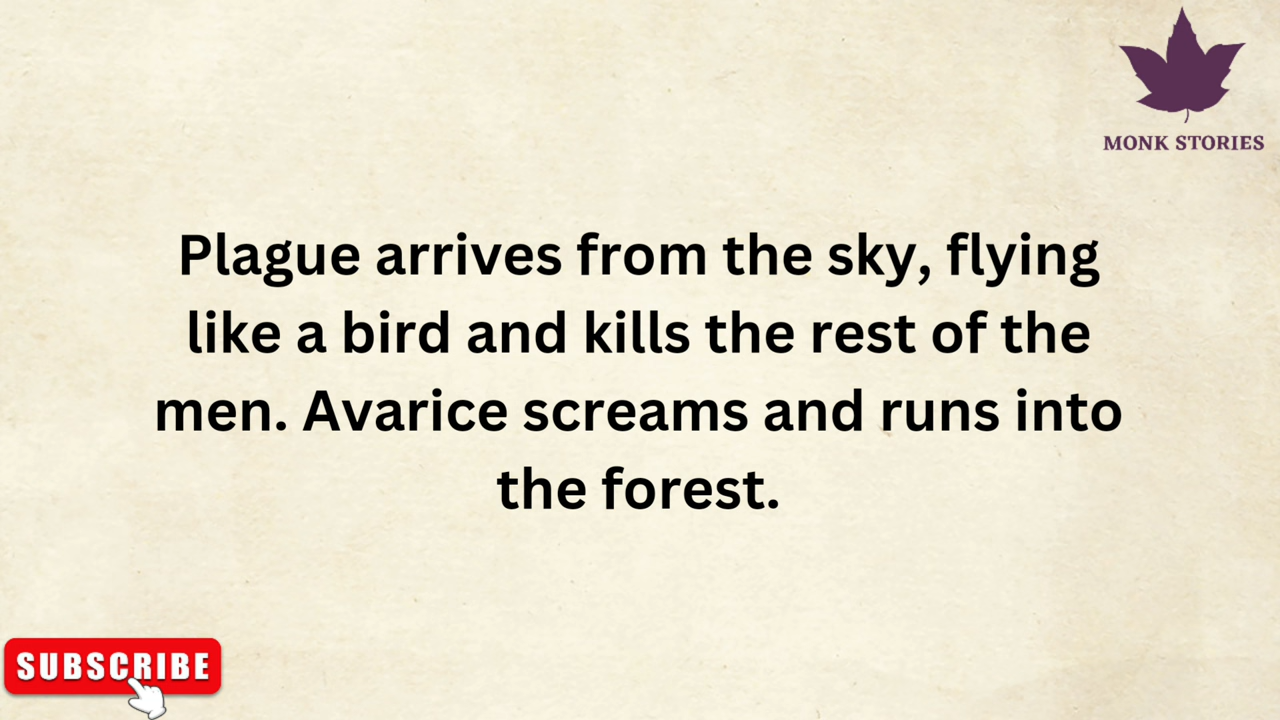 MONK STORIES
Plague arrives from the sky, flying
like a bird and kills the rest of the
men. Avarice screams and runs into
the forest.
SUBSCRIBE